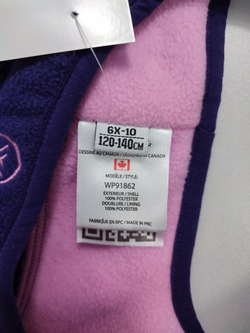 6X-10
120-140CM
DESSINÉ AU CANADA / DESIGNED IN CANADA
MODÈLE / STYLE:
WP91862
EXTERIEUR / SHELL
100% POLYESTER
DOUBLURE / LINING
100% POLYESTER
FABRIQUÉ EN RPC / MADE IN PRC